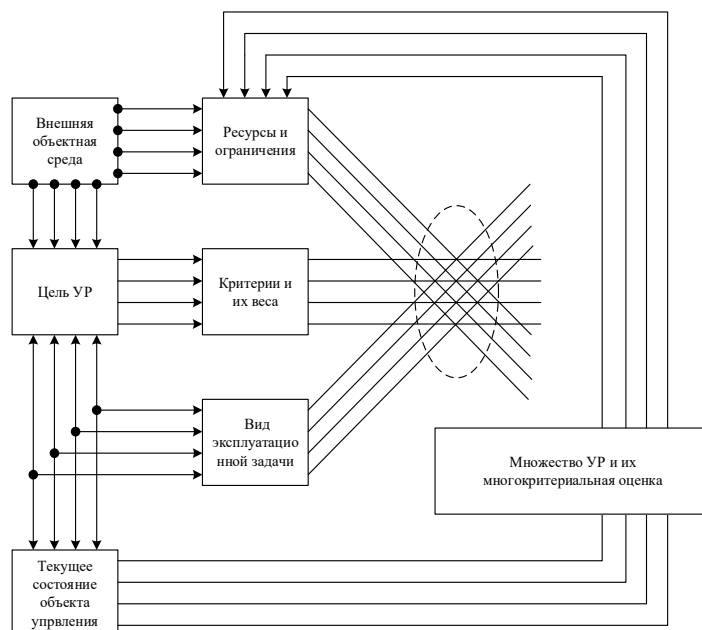 Внешняя
объектная
среда
Ресурсы и
ограничения
Цель УР
Критерии и
их веса
Вид
эксплуатацио
нной задачи
Множество УР и их
многокритериальная оценка
Текущее
состояние
объекта
упрвления